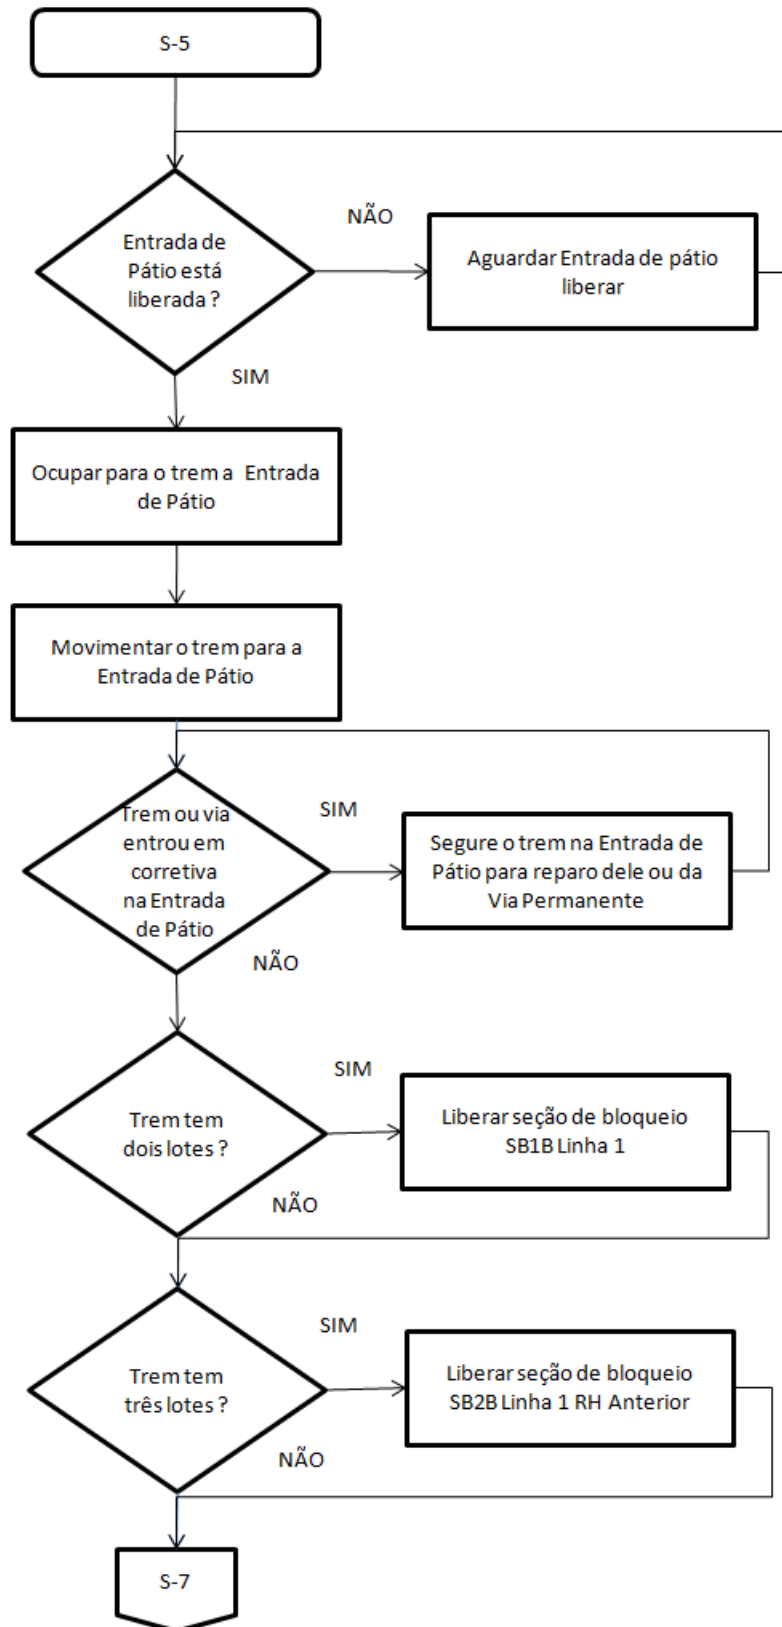 S-5
Entrada de
Pátio está
liberada ?
NÃO
Aguardar Entrada de pátio
liberar
SIM
Ocupar para o trem a Entrada
de Pátio
Movimentar o trem para a
Entrada de Pátio
Trem ou via
entrou em
corretiva
na Entrada
de Pátio
SIM
Segure o trem na Entrada de
Pátio para reparo dele ou da
Via Permanente
NÃO
Trem tem
dois lotes ?
SIM
Liberar seção de bloqueio
SB1B Linha 1
NÃO
Trem tem
três lotes ?
SIM
Liberar seção de bloqueio
SB2B Linha 1 RH Anterior
NÃO
S-7